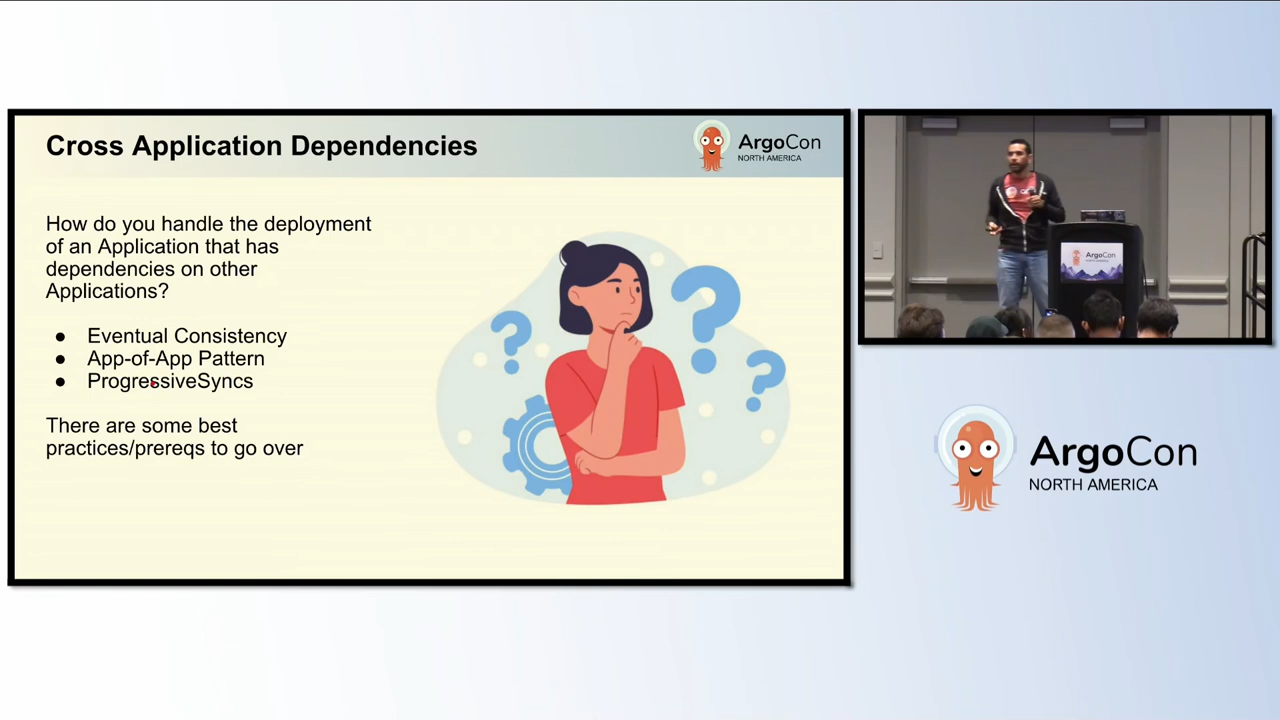 Cross Application Dependencies
ArgoCon
NORTH AMERICA
How do you handle the deployment
of an Application that has
dependencies on other
Applications?
● Eventual Consistency
● App-of-App Pattern
● ProgressiveSyncs
There are some best
practices/prereqs to go over
ArgoCon
NORTH AMERICA
ArgoCon
NORTH AMERICA